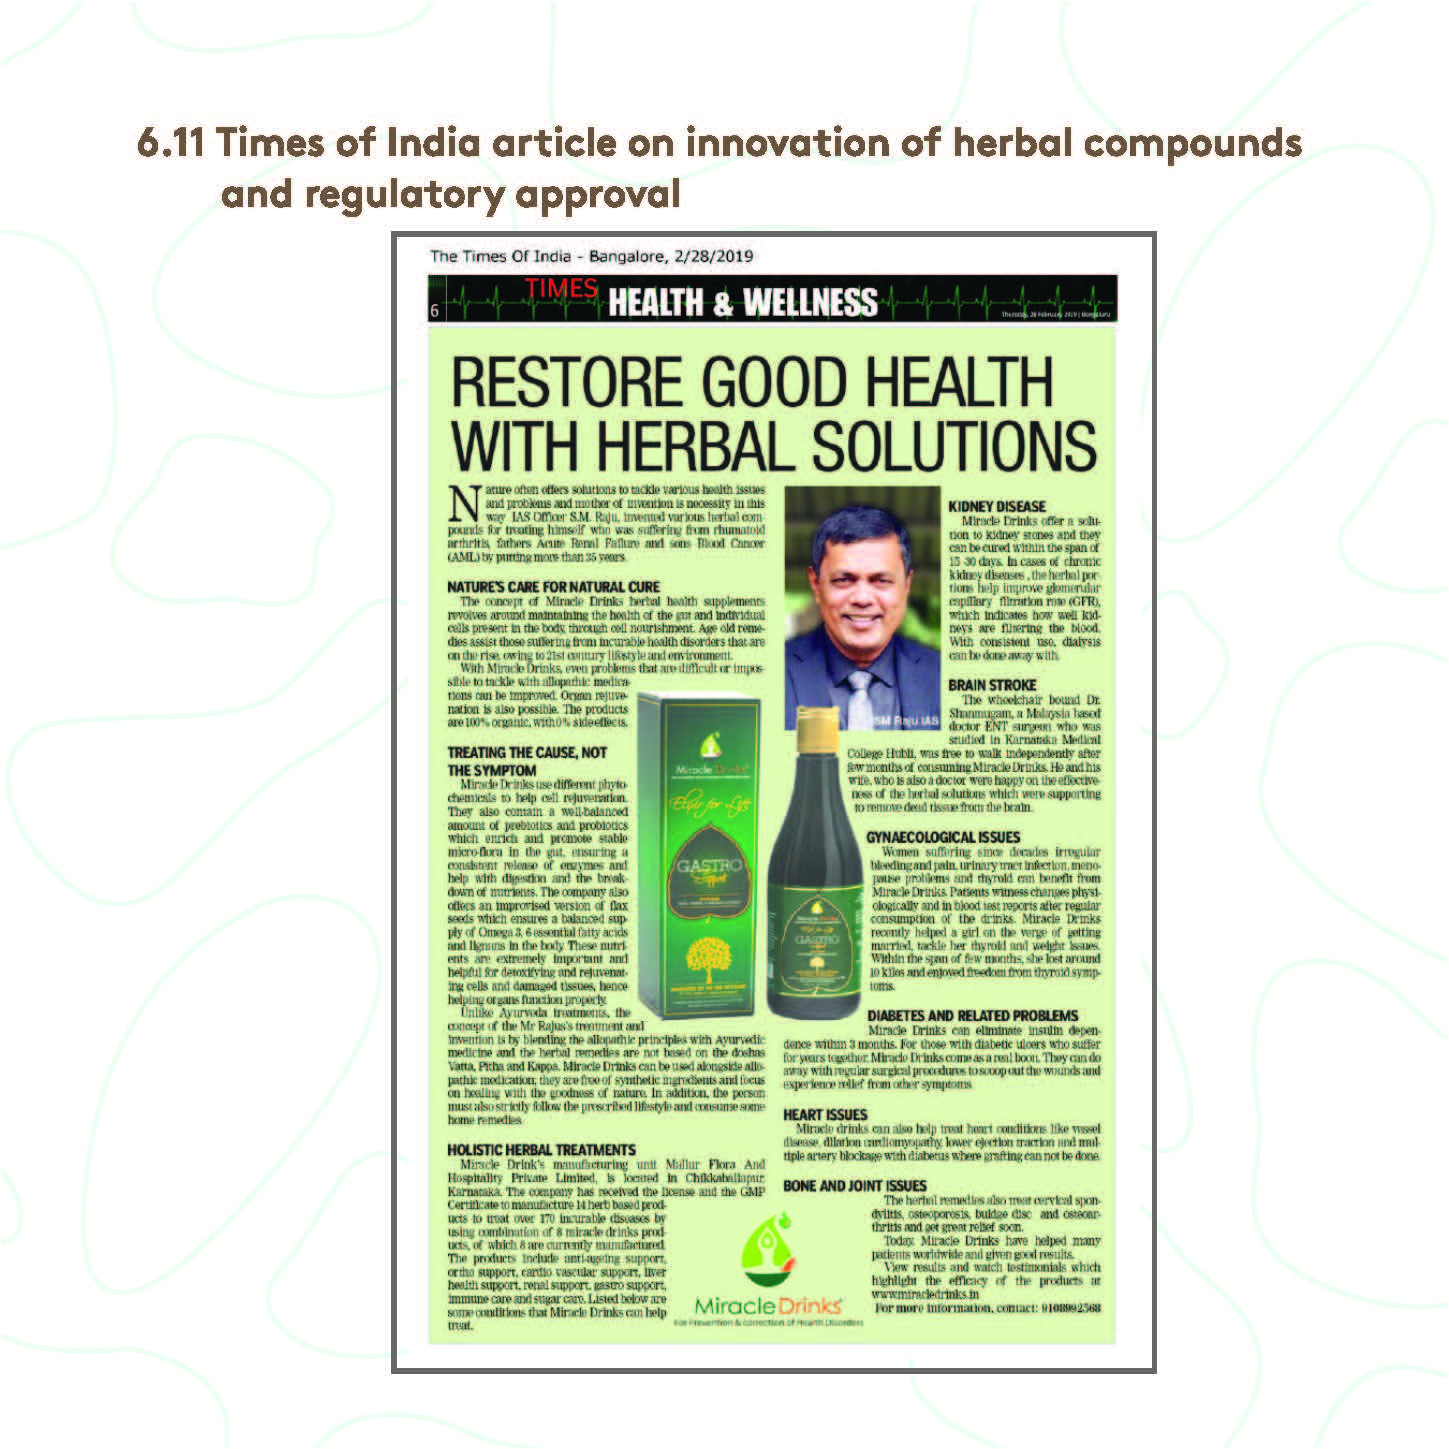 6.11 Times of India article on innovation of herbal compounds
and regulatory approval
The Times Of India - Bangalore, 2/28/2019
6
TIMES
HEALTH & WELLNESS
Thursday, 28 February 2019 | Bengaluru
RESTORE GOOD HEALTH
WITH HERBAL SOLUTIONS
Nature often offers solutions to tackle various health issues
and problems and mother of invention is necessity in this
way IAS Officer S.M. Raju, invented various herbal com-
pounds for treating himself who was suffering from rhumatoid
arthritis, fathers Acute Renal Failure and sons Blood Cancer
(AML) by putting more than 35 years.
NATURE'S CARE FOR NATURAL CURE
The concept of Miracle Drinks herbal health supplements
revolves around maintaining the health of the gut and individual
cells present in the body, through cell nourishment. Age old reme-
dies assist those suffering from incurable health disorders that are
on the rise, owing to 21st century lifestyle and environment.
With Miracle Drinks, even problems that are difficult or impos-
sible to tackle with allopathic medica-
tions can be improved. Organ rejuve-
nation is also possible. The products
are 100% organic, with 0% side effects.
TREATING THE CAUSE, NOT
THE SYMPTOM
Miracle Drinks use different phyto-
chemicals to help cell rejuvenation.
They also contain a well-balanced
amount of prebiotics and probiotics
which enrich and promote stable
micro-flora in the gut, ensuring a
consistent release of enzymes and
help with digestion and the break-
down of nutrients. The company also
offers an improvised version of flax
seeds which ensures a balanced sup-
ply of Omega 3, 6 essential fatty acids
and lignans in the body. These nutri-
ents are extremely important and
helpful for detoxifying and rejuvenat-
ing cells and damaged tissues, hence
helping organs function properly.
Unlike Ayurveda treatments, the
concept of the Mr Rajus's treatment and
invention is by blending the allopathic principles with Ayurvedic
medicine and the herbal remedies are not based on the doshas
Vatta, Pitha and Kappa. Miracle Drinks can be used alongside allo-
pathic medication; they are free of synthetic ingredients and focus
on healing with the goodness of nature. In addition, the person
must also strictly follow the prescribed lifestyle and consume some
home remedies.
HOLISTIC HERBAL TREATMENTS
Miracle Drink's manufacturing unit Mallur Flora And
Hospitality Private Limited, is located in Chikkaballapur,
Karnataka. The company has received the license and the GMP
Certificate to manufacture 14 herb based prod-
ucts to treat over 170 incurable diseases by
using combination of 8 miracle drinks prod-
ucts, of which 8 are currently manufactured.
The products include anti-ageing support,
ortho support, cardio vascular support, liver
health support, renal support, gastro support,
immune care and sugar care. Listed below are
some conditions that Miracle Drinks can help
treat.
Miracle Drinks
Elixir for Life
GASTRO
Support
Miracle Drinks
Elixir for Life
GASTRO
SM Raju IAS
KIDNEY DISEASE
Miracle Drinks offer a solu-
tion to kidney stones and they
can be cured within the span of
15 -30 days. In cases of chronic
kidney diseases , the herbal por-
tions help improve glomerular
capillary filtration rate (GFR),
which indicates how well kid-
neys are filtering the blood.
With consistent use, dialysis
can be done away with.
BRAIN STROKE
The wheelchair bound Dr.
Shanmugam, a Malaysia based
doctor ENT surgeon who was
studied in Karnataka Medical
College Hubli, was free to walk independently after
few months of consuming Miracle Drinks. He and his
wife, who is also a doctor were happy on the effective-
ness of the herbal solutions which were supporting
to remove dead tissue from the brain.
GYNAECOLOGICAL ISSUES
Women suffering since decades irregular
bleeding and pain, urinary tract infection, meno-
pause problems and thyroid can benefit from
Miracle Drinks. Patients witness changes physi-
ologically and in blood test reports after regular
consumption of the drinks. Miracle Drinks
recently helped a girl on the verge of getting
married, tackle her thyroid and weight issues.
Within the span of few months, she lost around
10 kilos and enjoyed freedom from thyroid symp-
toms.
DIABETES AND RELATED PROBLEMS
Miracle Drinks can eliminate insulin depen-
dence within 3 months. For those with diabetic ulcers who suffer
for years together, Miracle Drinks come as a real boon. They can do
away with regular surgical procedures to scoop out the wounds and
experience relief from other symptoms.
HEART ISSUES
Miracle drinks can also help treat heart conditions like vessel
disease, dilation cardiomyopathy, lower ejection traction and mul-
tiple artery blockage with diabetus where grafting can not be done.
BONE AND JOINT ISSUES
The herbal remedies also treat cervical spon-
dylitis, osteoporosis, buldge disc and osteoar-
thritis and get great relief soon.
Today, Miracle Drinks have helped many
patients worldwide and given good results.
View results and watch testimonials which
highlight the efficacy of the products at
www.miracledrinks.in
For more information, contact: 9108992568
Miracle Drinks
For Prevention & correction of Health Disorders